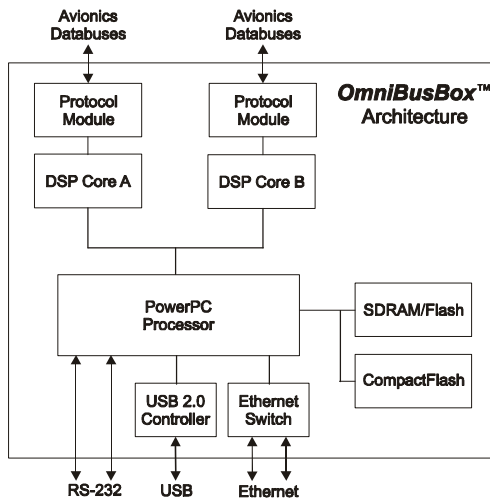 Avionics
Databuses
Avionics
Databuses
OmniBusBox™
Architecture
Protocol
Module
Protocol
Module
DSP Core A
DSP Core B
PowerPC
Processor
SDRAM/Flash
CompactFlash
USB 2.0
Controller
Ethernet
Switch
RS-232
USB
Ethernet